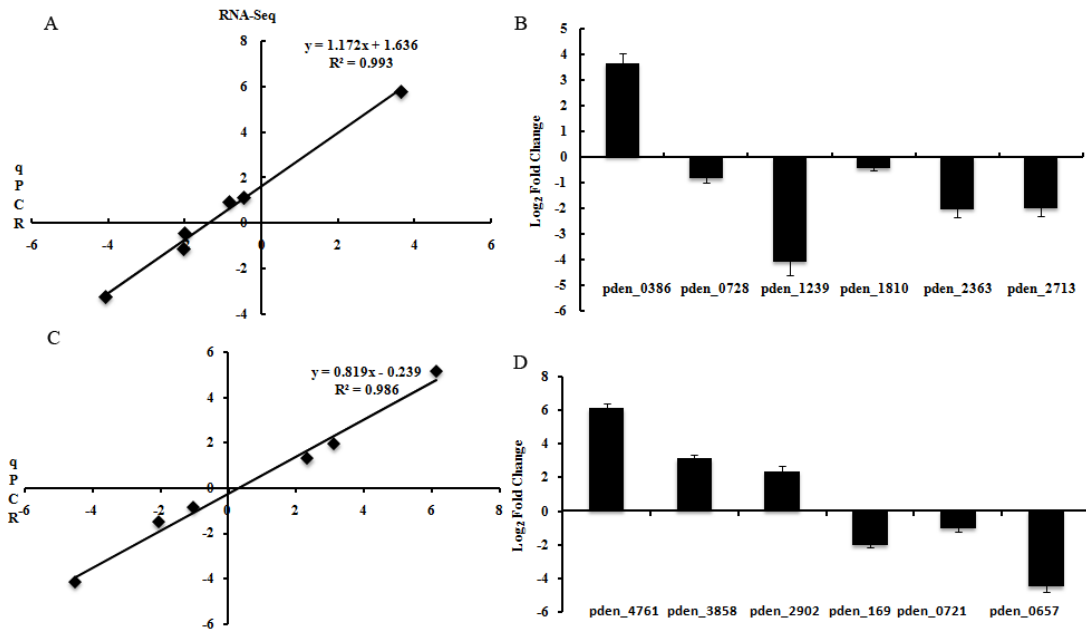 A
RNA-Seq
y = 1.172x + 1.636
R² = 0.993
8
6
4
2
0
-2
-4
-6 -4 -2 0 2 4 6
q
P
C
R
B
Log₂ Fold Change
5
4
3
2
1
0
-1
-2
-3
-4
-5
-6
pden_0386 pden_0728 pden_1239 pden_1810 pden_2363 pden_2713
C
y = 0.819x - 0.239
R² = 0.986
6
4
2
0
-2
-4
-6
-6 -4 -2 0 2 4 6 8
q
P
C
R
D
Log₂ Fold Change
8
6
4
2
0
-2
-4
-6
pden_4761 pden_3858 pden_2902 pden_169 pden_0721 pden_0657